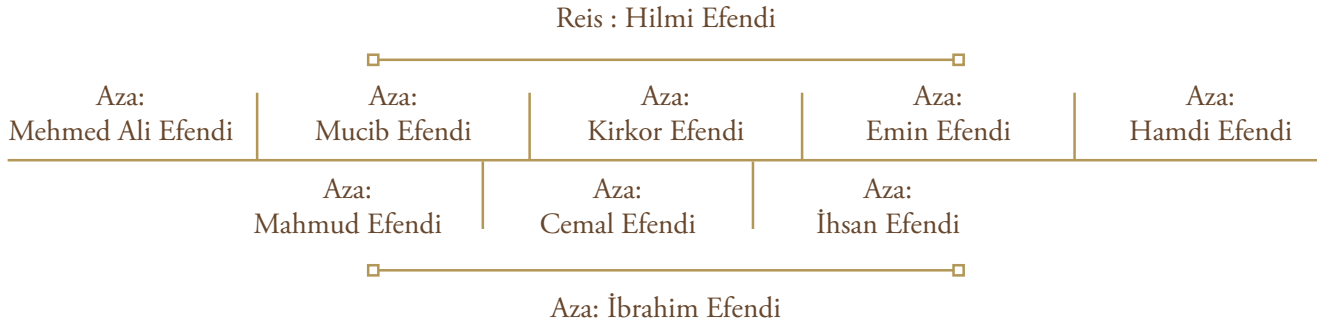 Reis : Hilmi Efendi
Aza:
Mehmed Ali Efendi
Aza:
Mucib Efendi
Aza:
Kirkor Efendi
Aza:
Emin Efendi
Aza:
Hamdi Efendi
Aza:
Mahmud Efendi
Aza:
Cemal Efendi
Aza:
İhsan Efendi
Aza: İbrahim Efendi